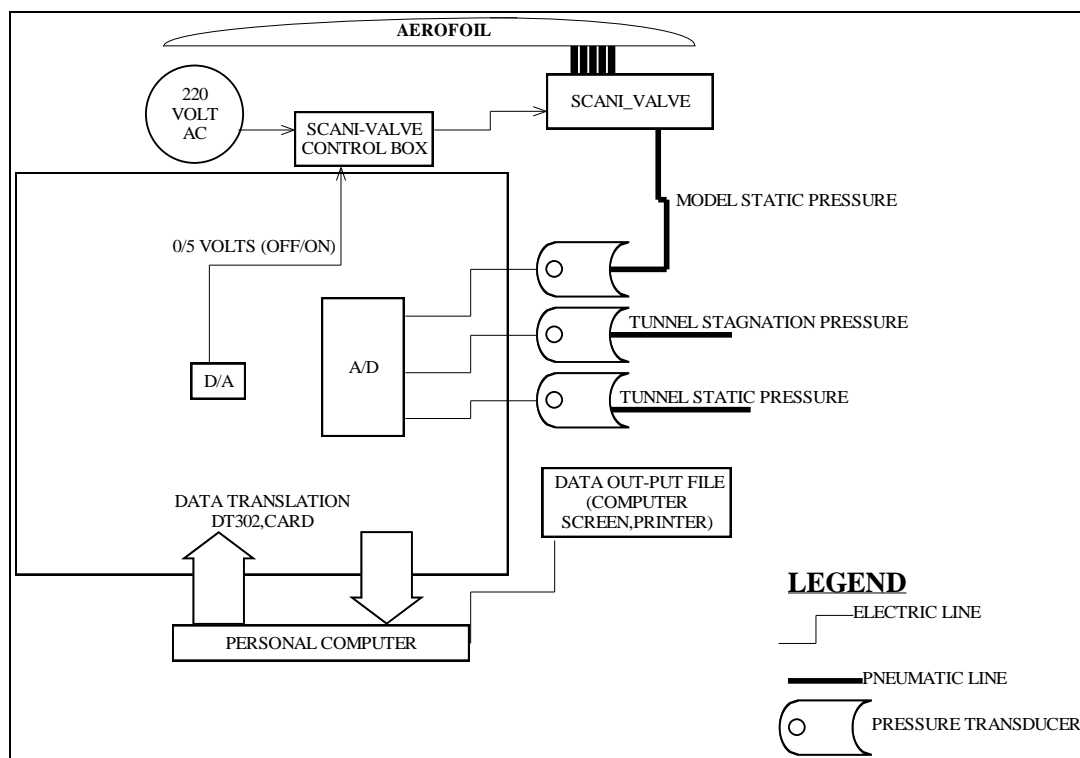 AEROFOIL
220
VOLT
AC
SCANI-VALVE
CONTROL BOX
SCANI_VALVE
MODEL STATIC PRESSURE
0/5 VOLTS (OFF/ON)
TUNNEL STAGNATION PRESSURE
A/D
D/A
TUNNEL STATIC PRESSURE
DATA TRANSLATION
DT302,CARD
DATA OUT-PUT FILE
(COMPUTER
SCREEN,PRINTER)
PERSONAL COMPUTER
LEGEND
ELECTRIC LINE
PNEUMATIC LINE
PRESSURE TRANSDUCER